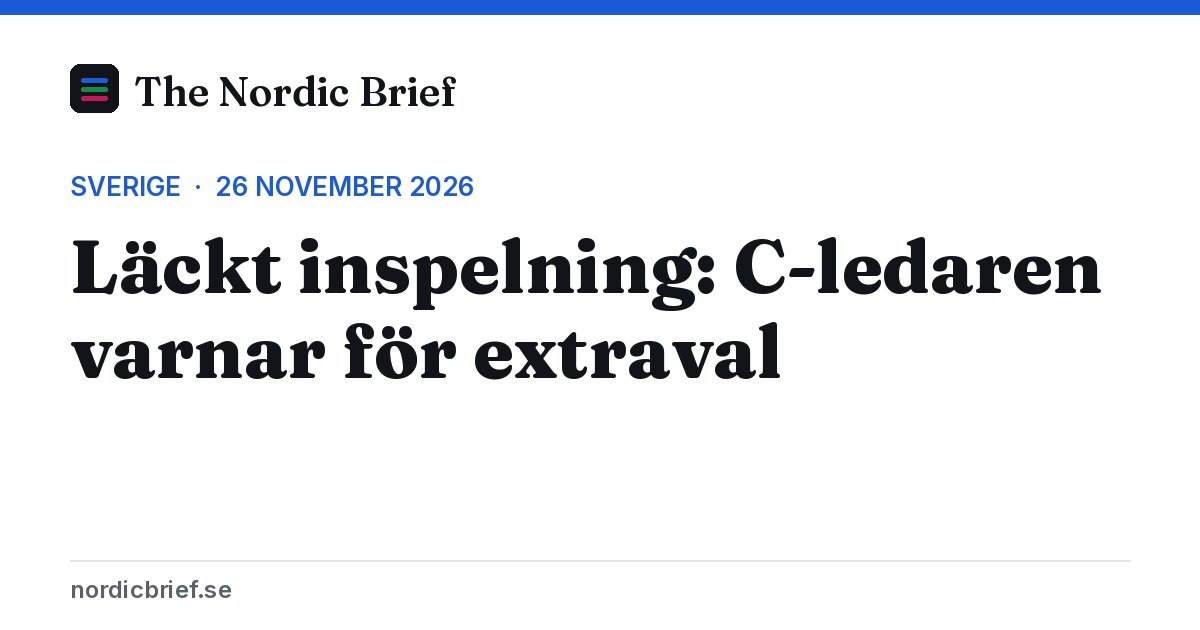 The Nordic Brief
SVERIGE · 26 NOVEMBER 2026
Läckt inspelning: C-ledaren
varnar för extraval
nordicbrief.se